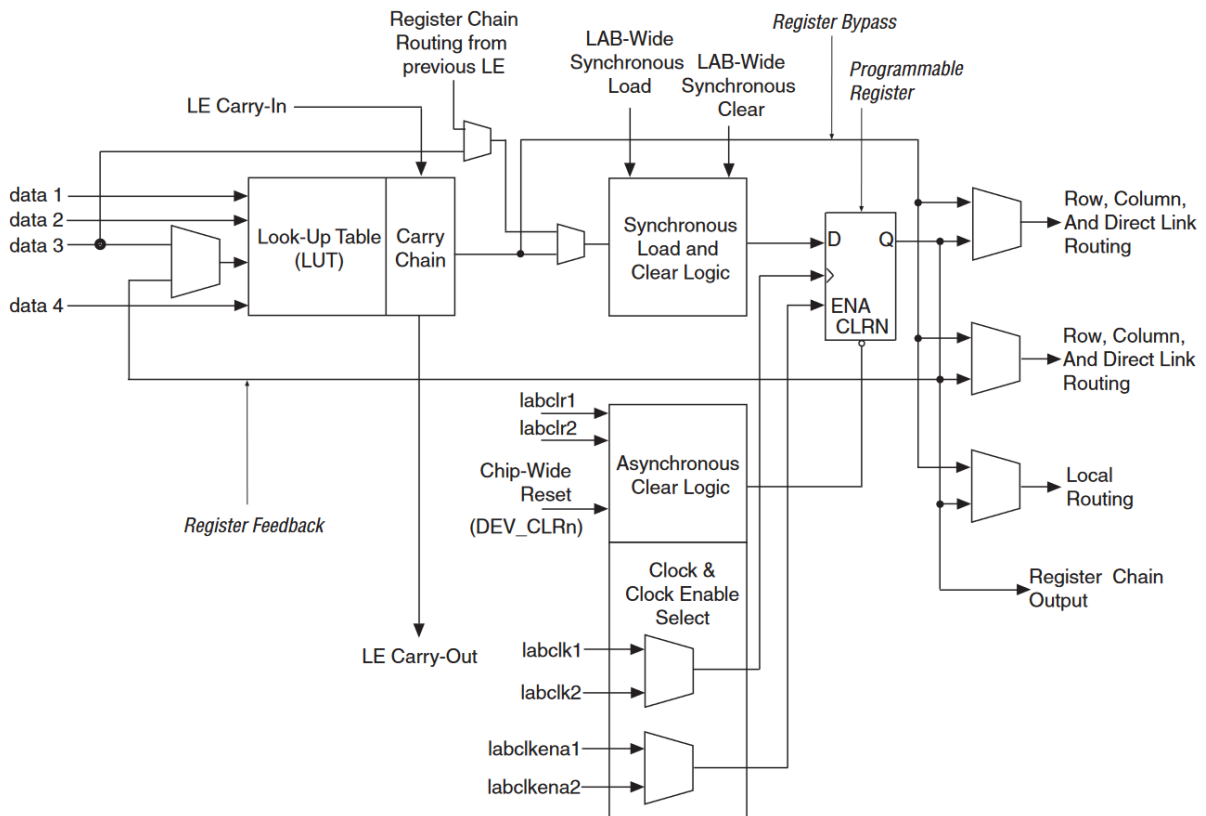 Register Chain
Routing from
previous LE
LAB-Wide
Synchronous
Load
LAB-Wide
Synchronous
Clear
Register Bypass
Programmable
Register
LE Carry-In
data 1
data 2
data 3
data 4
Look-Up Table
(LUT)
Carry
Chain
Synchronous
Load and
Clear Logic
D
Q
ENA
CLRN
Row, Column,
And Direct Link
Routing
Row, Column,
And Direct Link
Routing
Local
Routing
Register Chain
Output
Register Feedback
labclr1
labclr2
Chip-Wide
Reset
(DEV_CLRn)
Asynchronous
Clear Logic
Clock &
Clock Enable
Select
LE Carry-Out
labclk1
labclk2
labclkena1
labclkena2